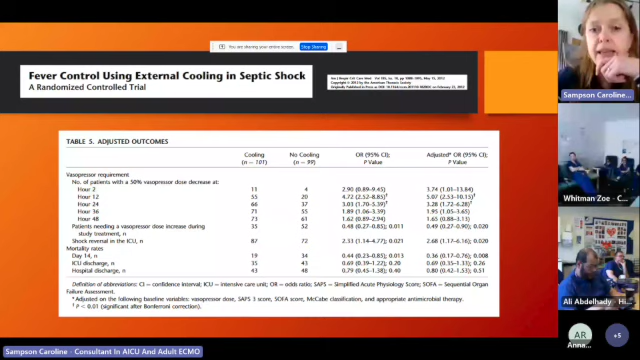 You are sharing your entire screen. Stop Sharing
Fever Control Using External Cooling in Septic Shock
A Randomized Controlled Trial
TABLE 5. ADJUSTED OUTCOMES
Cooling No Cooling OR (95% CI); Adjusted* OR (95% CI);
(n = 101) (n = 99) P Value P Value
Vasopressor requirement
No. of patients with a 50% vasopressor dose decrease at:
Hour 2 11 4 2.90 (0.89-9.45) 3.74 (1.01-13.84)
Hour 12 55 20 4.72 (2.52-8.85)† 5.07 (2.53-10.15)†
Hour 24 66 37 3.03 (1.70-5.39)† 3.28 (1.72-6.28)†
Hour 36 71 55 1.89 (1.06-3.39) 1.95 (1.05-3.65)
Hour 48 73 61 1.62 (0.89-2.94) 1.65 (0.88-3.13)
Patients needing a vasopressor dose increase during 35 52 0.48 (0.27-0.85); 0.011 0.49 (0.27-0.90); 0.020
study treatment, n
Shock reversal in the ICU, n 87 72 2.33 (1.14-4.77); 0.021 2.68 (1.17-6.16); 0.020
Mortality rates
Day 14, n 19 34 0.44 (0.23-0.85); 0.013 0.36 (0.17-0.76); 0.008
ICU discharge, n 35 43 0.69 (0.39-1.22); 0.20 0.69 (0.35-1.33); 0.26
Hospital discharge, n 43 48 0.79 (0.45-1.38); 0.40 0.80 (0.42-1.53); 0.51
Definition of abbreviations: CI = confidence interval; ICU = intensive care unit; OR = odds ratio; SAPS = Simplified Acute Physiology Score; SOFA = Sequential Organ
Failure Assessment.
* Adjusted on the following baseline variables: vasopressor dose, SAPS 3 score, SOFA score, McCabe classification, and appropriate antimicrobial therapy.
† P < 0.01 (significant after Bonferroni correction).
Sampson Caroline...
Whitman Zoe - C...
Ali Abdelhady - Hi...
AR
Anna...
+5
Sampson Caroline - Consultant In AICU And Adult ECMO